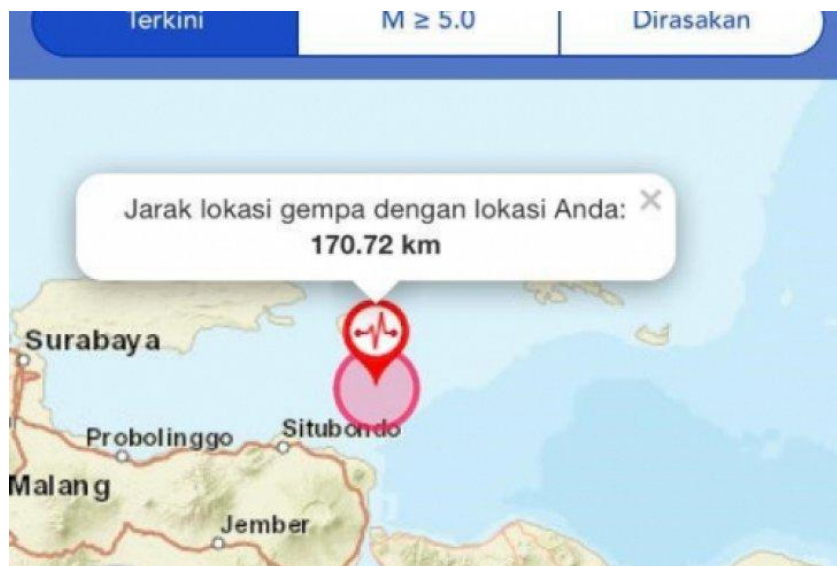 Terkini
M ≥ 5.0
Dirasakan
Jarak lokasi gempa dengan lokasi Anda:
170.72 km
Surabaya
Probolinggo
Situbondo
Malang
Jember